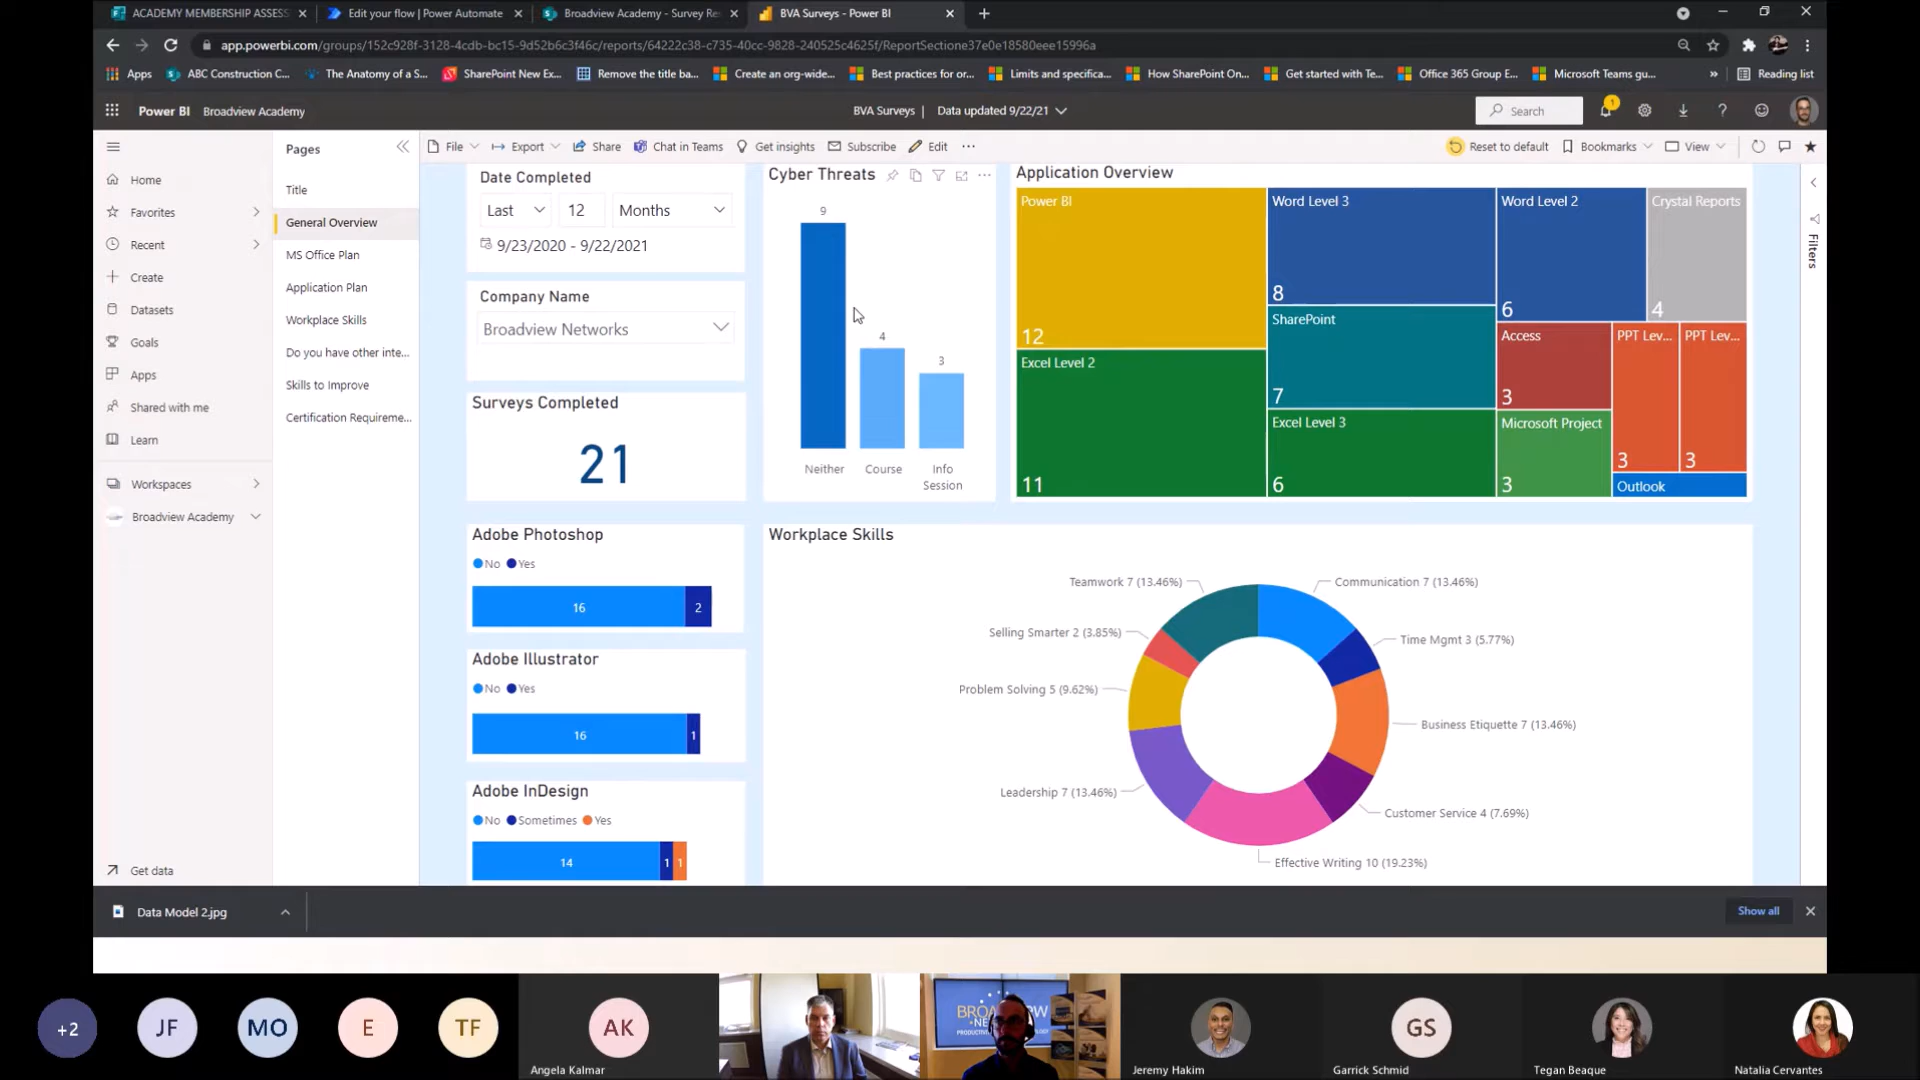 ACADEMY MEMBERSHIP ASSESS
Edit your flow | Power Automate
Broadview Academy - Survey Re
BVA Surveys - Power BI
app.powerbi.com/groups/152c928f-3128-4cdb-bc15-9d52b6c3f46c/reports/64222c38-c735-40cc-9828-240525c4625f/ReportSectione37e0e18580eee15996a
Apps
ABC Construction C...
The Anatomy of a S...
SharePoint New Ex...
Remove the title ba...
Create an org-wide...
Best practices for or...
Limits and specifica...
How SharePoint On...
Get started with Te...
Office 365 Group E...
Microsoft Teams gu...
»
Reading list
Power BI Broadview Academy
BVA Surveys | Data updated 9/22/21
Search
1
?
File
Export
Share
Chat in Teams
Get insights
Subscribe
Edit
...
Reset to default
Bookmarks
View
Home
Favorites
Recent
Create
Datasets
Goals
Apps
Shared with me
Learn
Workspaces
Broadview Academy
Get data
Pages
Title
General Overview
MS Office Plan
Application Plan
Workplace Skills
Do you have other inte...
Skills to Improve
Certification Requireme...
Date Completed
Last 12 Months
9/23/2020 - 9/22/2021
Company Name
Broadview Networks
Surveys Completed
21
Cyber Threats
9
4
3
Neither
Course
Info
Session
Application Overview
Power BI
12
Excel Level 2
11
Word Level 3
8
SharePoint
7
Excel Level 3
6
Word Level 2
6
Crystal Reports
4
Access
3
Microsoft Project
3
PPT Lev...
3
PPT Lev...
3
Outlook
Filters
Adobe Photoshop
No Yes
16 2
Adobe Illustrator
No Yes
16 1
Adobe InDesign
No Sometimes Yes
14 1 1
Workplace Skills
Teamwork 7 (13.46%)
Communication 7 (13.46%)
Selling Smarter 2 (3.85%)
Time Mgmt 3 (5.77%)
Problem Solving 5 (9.62%)
Business Etiquette 7 (13.46%)
Leadership 7 (13.46%)
Customer Service 4 (7.69%)
Effective Writing 10 (19.23%)
Data Model 2.jpg
Show all
+2
JF
MO
E
TF
AK
Angela Kalmar
Jeremy Hakim
GS
Garrick Schmid
Tegan Beaque
Natalia Cervantes